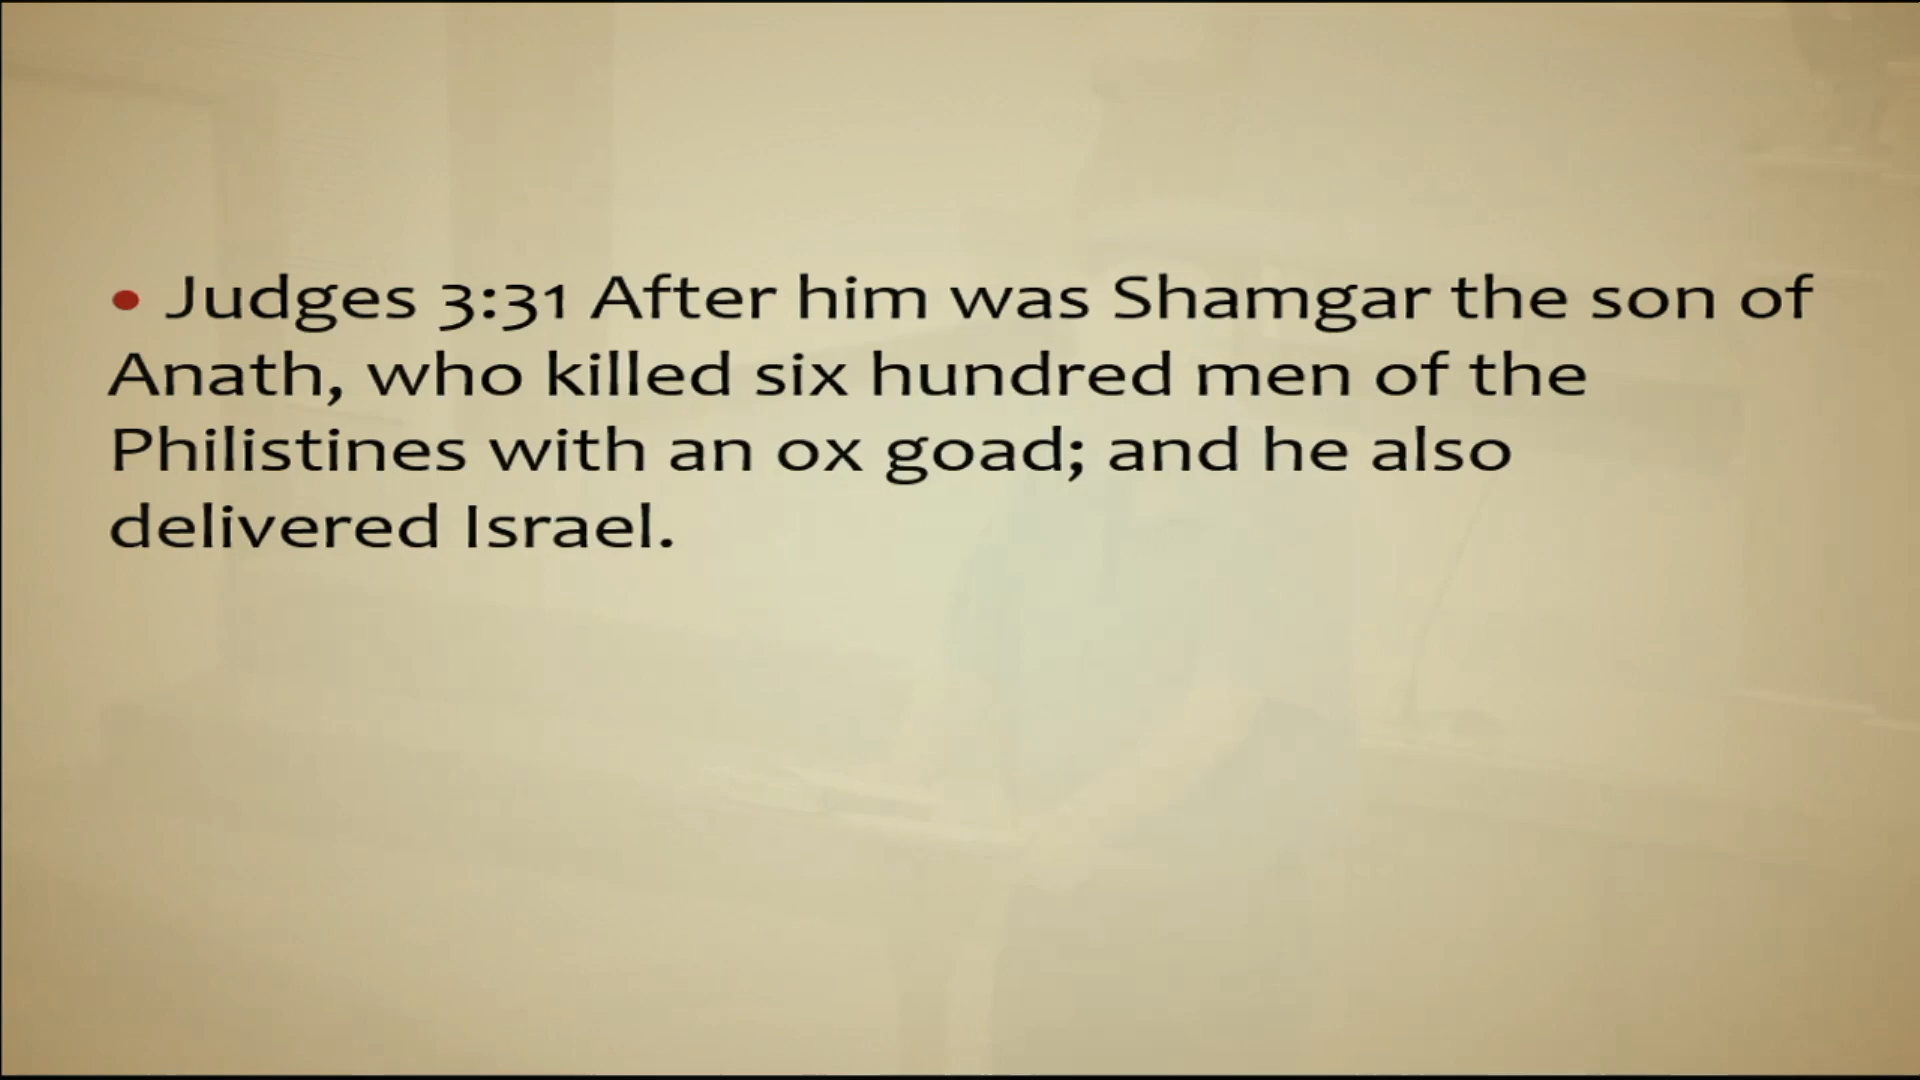 • Judges 3:31 After him was Shamgar the son of
Anath, who killed six hundred men of the
Philistines with an ox goad; and he also
delivered Israel.